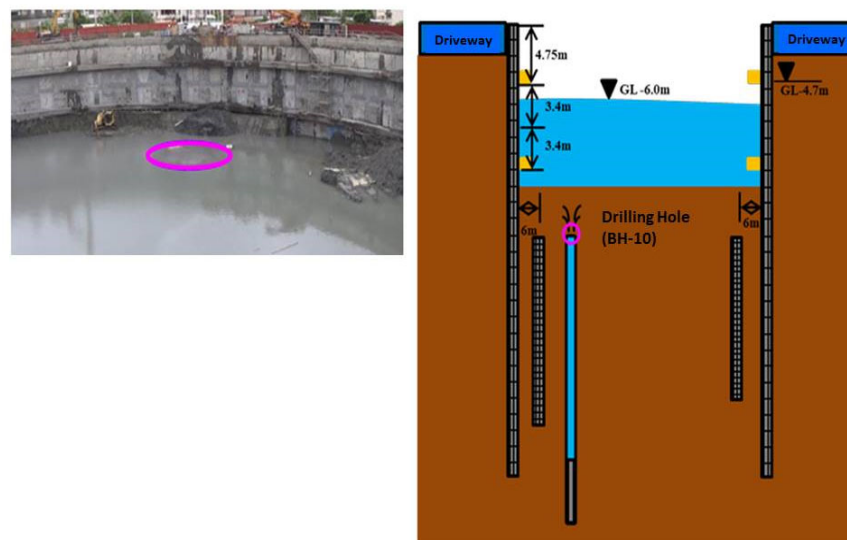 Driveway
Driveway
4.75m
GL -6.0m
GL-4.7m
3.4m
3.4m
6m
6m
Drilling Hole
(BH-10)